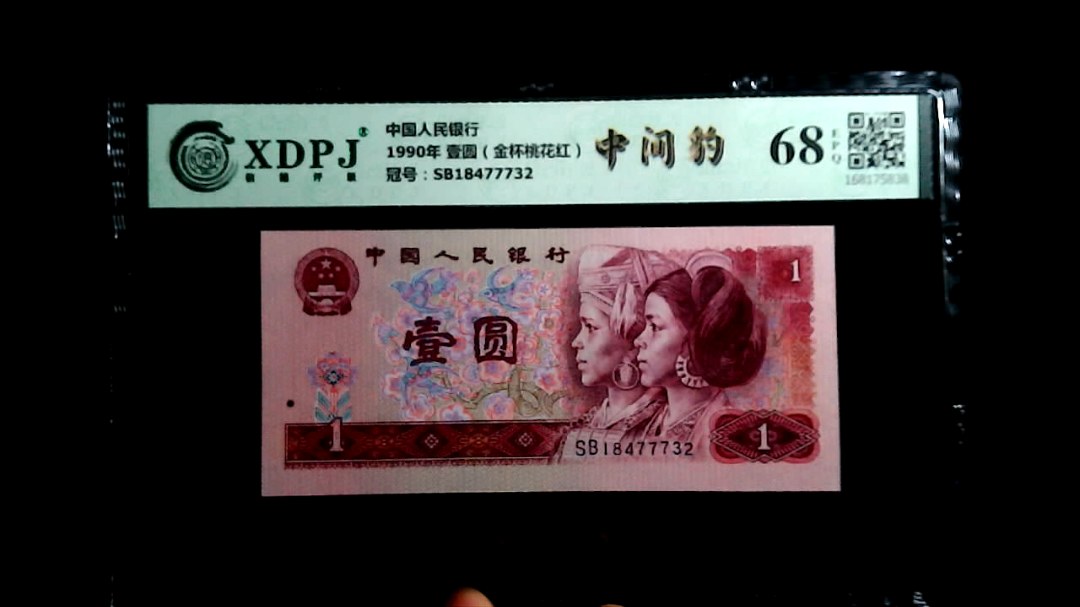 XDPJ®
中国人民银行
1990年 壹圆（金杯桃花红）
冠号：SB18477732
中间豹
68
EPQ
168175838
中国人民银行
1
壹圆
1
SB18477732
1